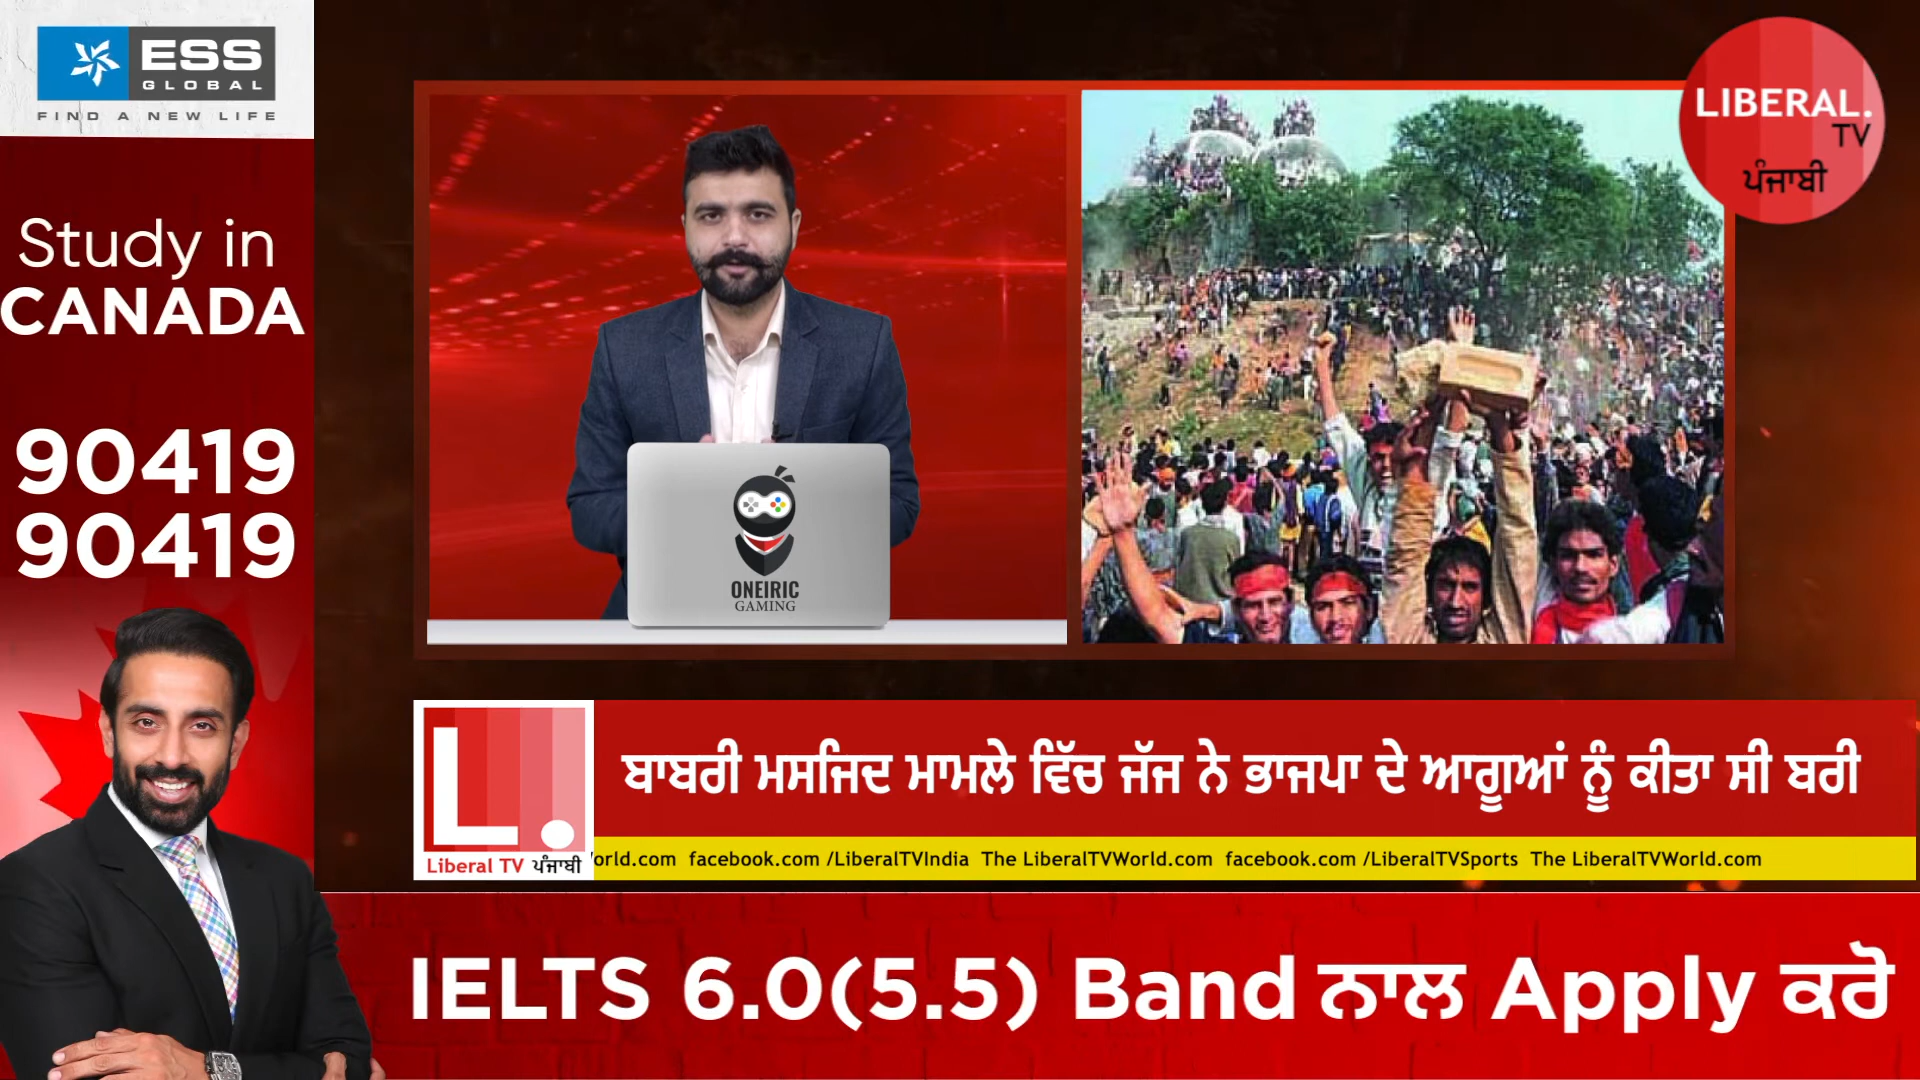 ESS
GLOBAL
FIND A NEW LIFE
Study in
CANADA
90419
90419
LIBERAL.
TV
ਪੰਜਾਬੀ
ONEIRIC
GAMING
L.
Liberal TV ਪੰਜਾਬੀ
ਬਾਬਰੀ ਮਸਜਿਦ ਮਾਮਲੇ ਵਿੱਚ ਜੱਜ ਨੇ ਭਾਜਪਾ ਦੇ ਆਗੂਆਂ ਨੂੰ ਕੀਤਾ ਸੀ ਬਰੀ
orld.com facebook.com /LiberalTVIndia The LiberalTVWorld.com facebook.com /LiberalTVSports The LiberalTVWorld.com
IELTS 6.0(5.5) Band ਨਾਲ Apply ਕਰੋ